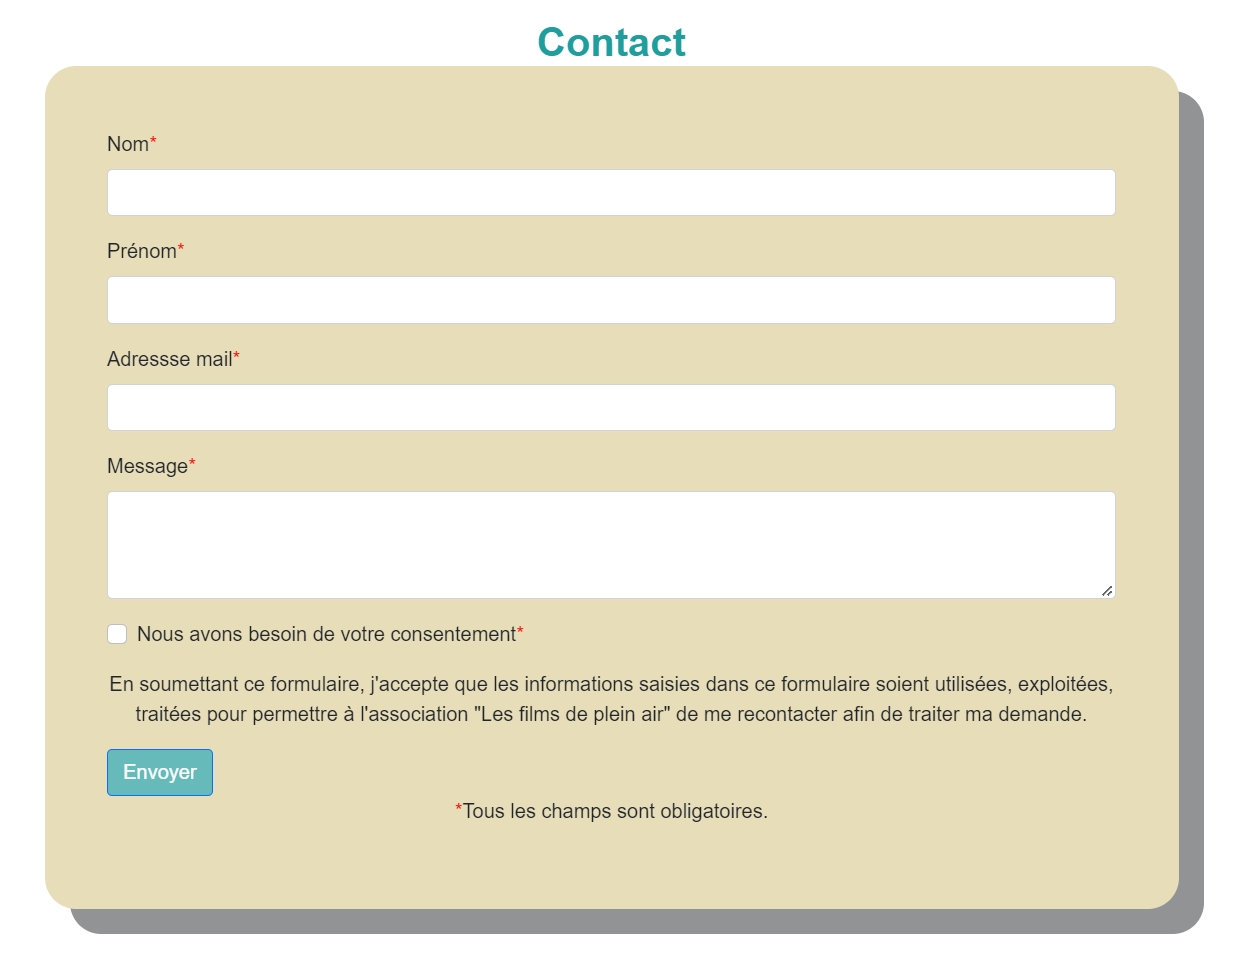 Contact
Nom*
Prénom*
Adressse mail*
Message*
Nous avons besoin de votre consentement*
En soumettant ce formulaire, j'accepte que les informations saisies dans ce formulaire soient utilisées, exploitées,
traitées pour permettre à l'association "Les films de plein air" de me recontacter afin de traiter ma demande.
Envoyer
*Tous les champs sont obligatoires.